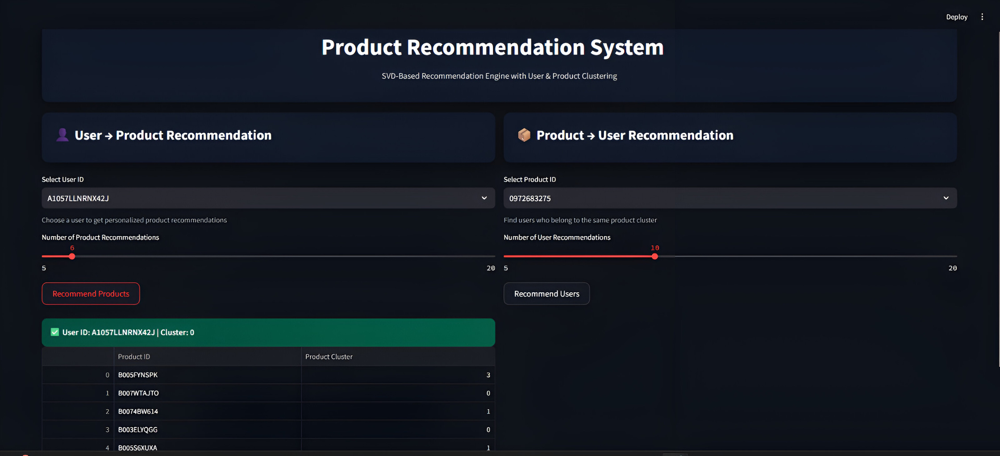 Deploy
Product Recommendation System
SVD-Based Recommendation Engine with User & Product Clustering
User → Product Recommendation
Select User ID
A1057LLNRNX42J
Choose a user to get personalized product recommendations
Number of Product Recommendations
6
5 20
Recommend Products
User ID: A1057LLNRNX42J | Cluster: 0
Product ID Product Cluster
0 B005FYNSPK 3
1 B007WTAJTO 0
2 B0074BW614 1
3 B003ELYQGG 0
4 B005S6XUXA 1
Product → User Recommendation
Select Product ID
0972683275
Find users who belong to the same product cluster
Number of User Recommendations
10
5 20
Recommend Users